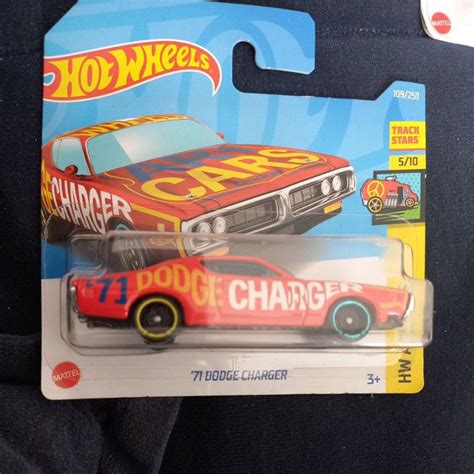 MATTEL
HOT WHEELS
109/250
TRACK
STARS
5/10
CARS
CHARGER
'71 DODGE CHARGER
HW A
MATTEL
'71 DODGE CHARGER
3+